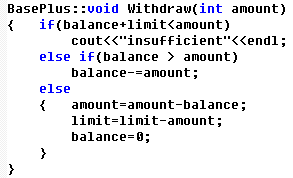 BasePlus::void Withdraw(int amount)
{   if(balance+limit<amount)
        cout<<"insufficient"<<endl;
    else if(balance > amount)
        balance-=amount;
    else
    {   amount=amount-balance;
        limit=limit-amount;
        balance=0;
    }
}